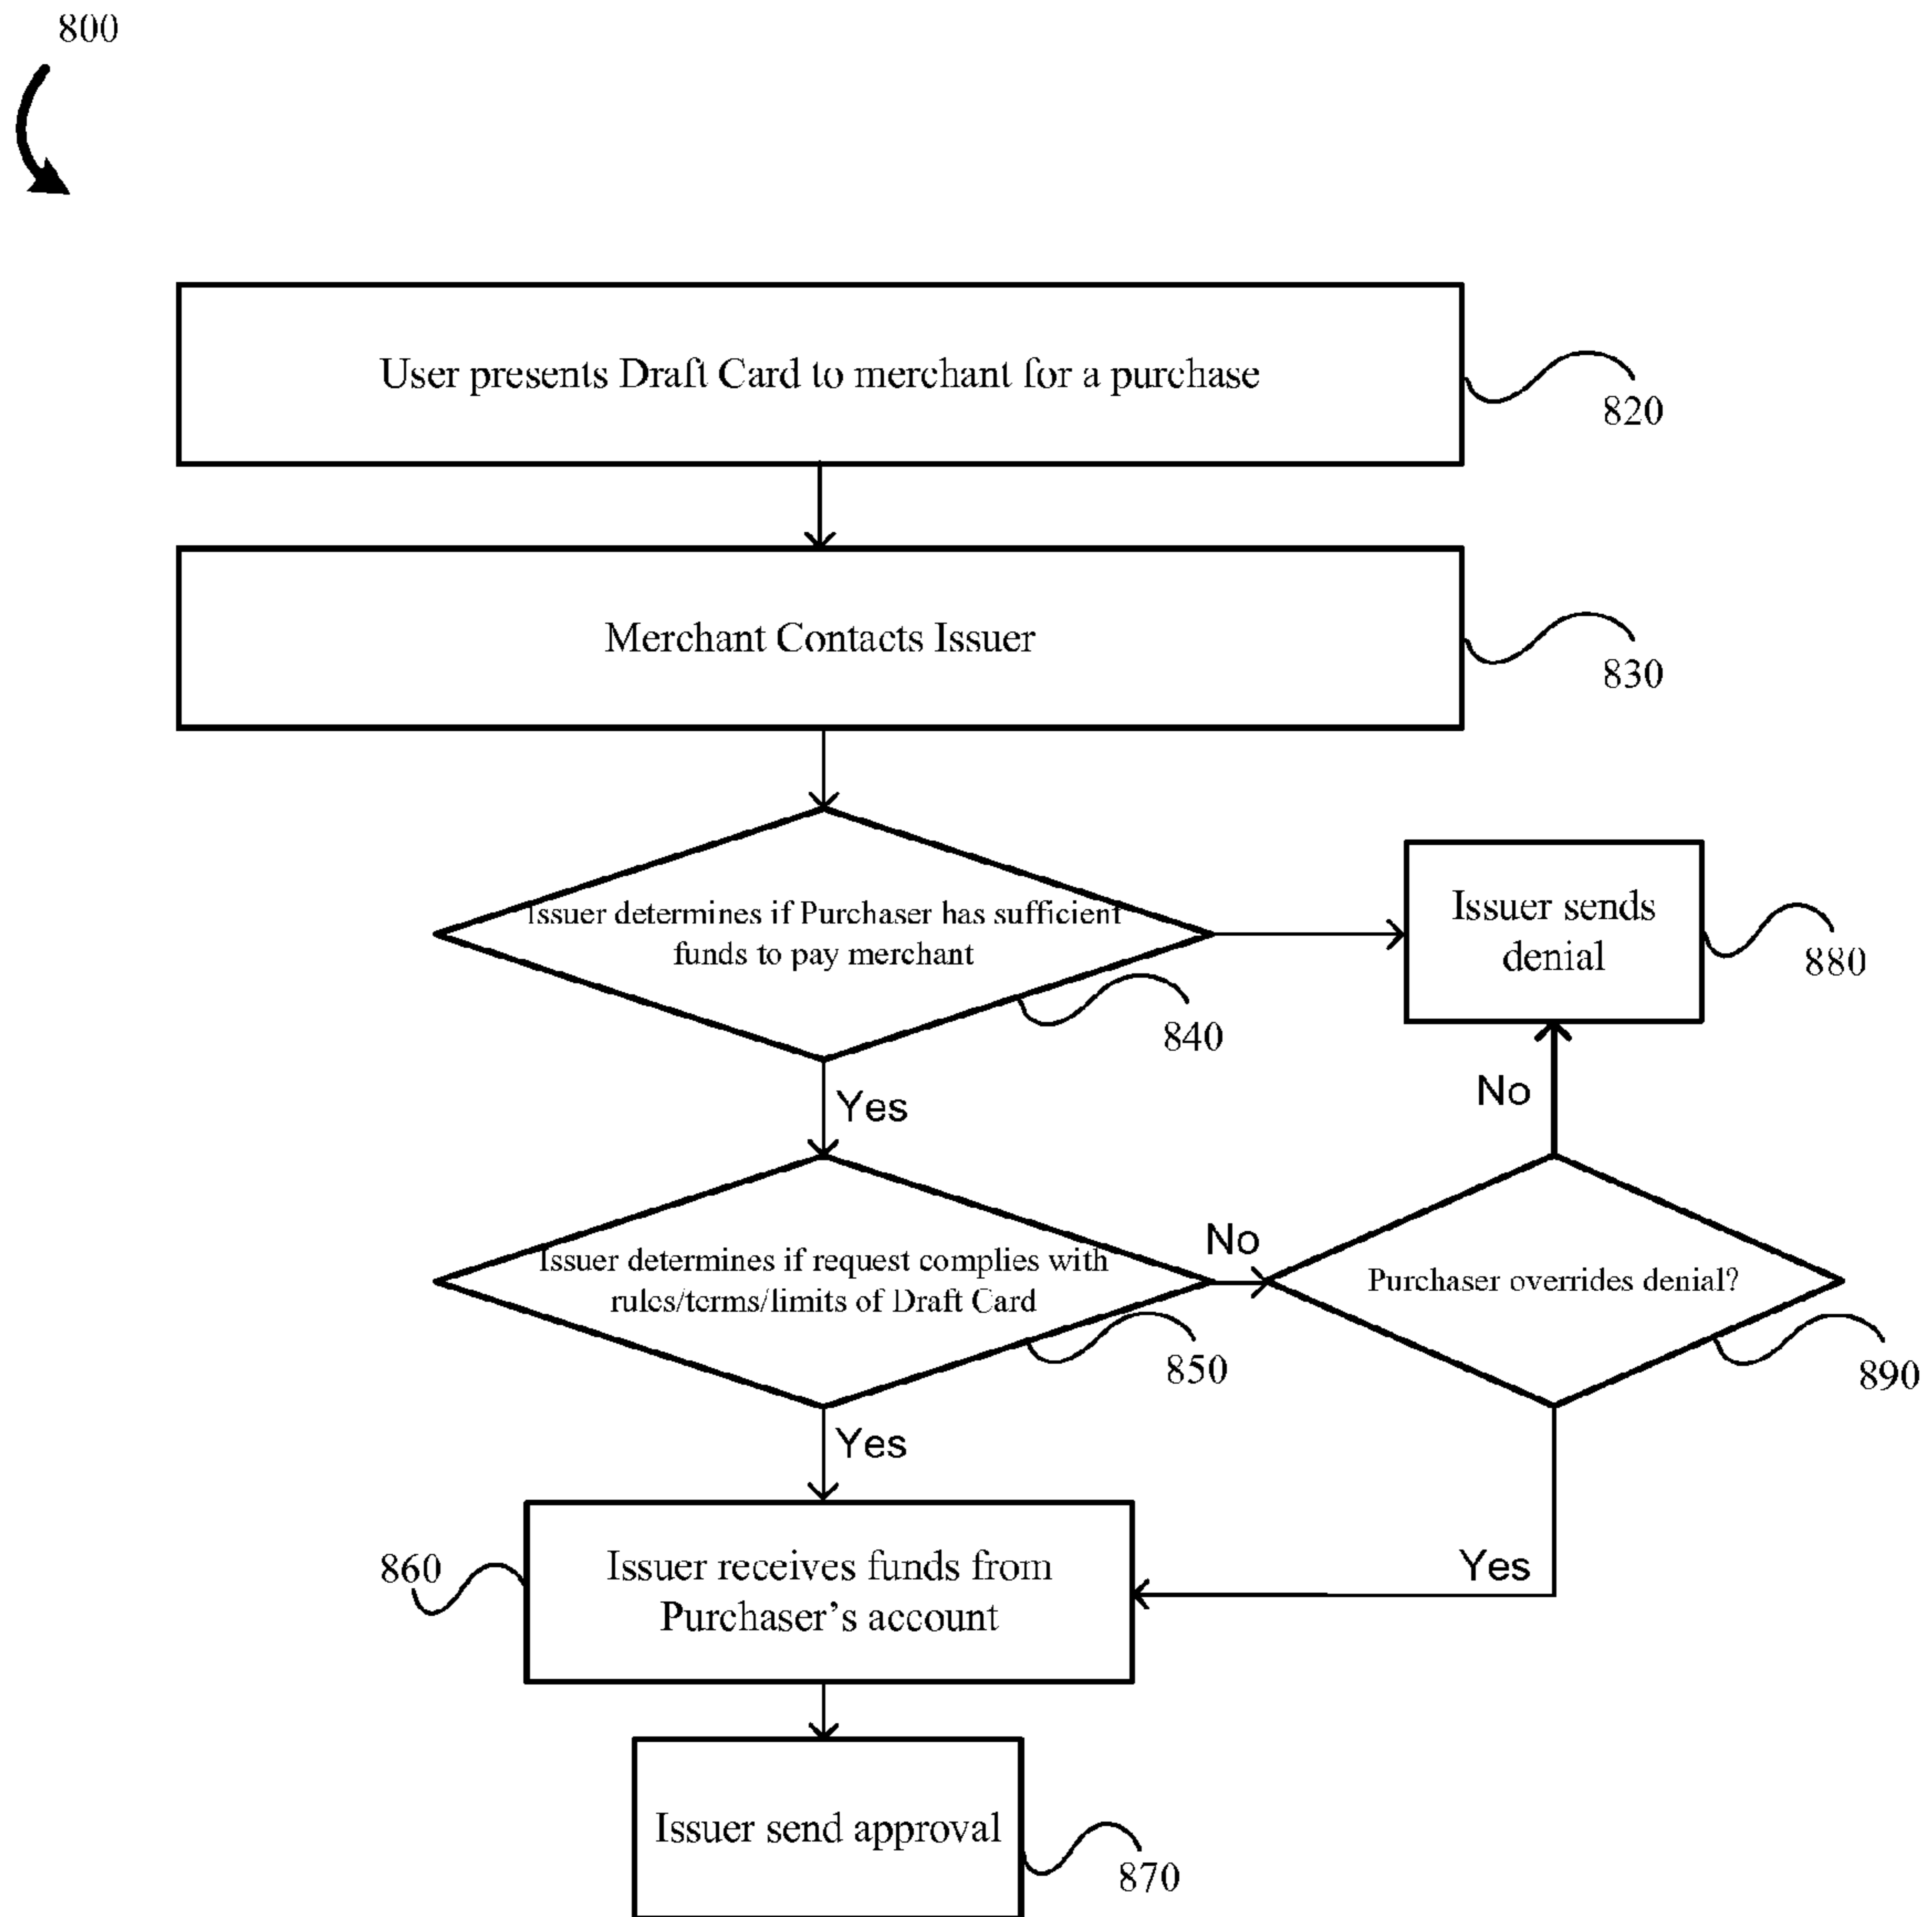 800
User presents Draft Card to merchant for a purchase
820
Merchant Contacts Issuer
830
Issuer determines if Purchaser has sufficient
funds to pay merchant
840
Issuer sends
denial
880
Yes
No
Issuer determines if request complies with
rules/terms/limits of Draft Card
850
No
Purchaser overrides denial?
890
Yes
Yes
860
Issuer receives funds from
Purchaser's account
Issuer send approval
870